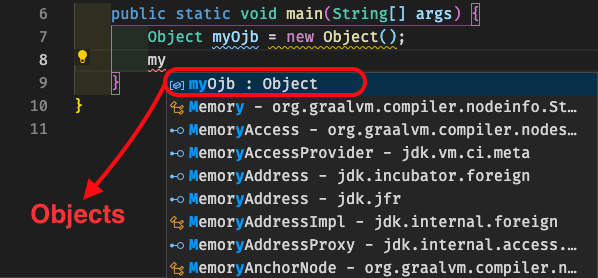 6 public static void main(String[] args) {
7 Object myOjb = new Object();
8 my
9 }
10 }
11
myOjb : Object
Memory – org.graalvm.compiler.nodeinfo.St…
MemoryAccess – org.graalvm.compiler.nodes…
MemoryAccessProvider – jdk.vm.ci.meta
MemoryAddress – jdk.incubator.foreign
MemoryAddress – jdk.jfr
MemoryAddressImpl – jdk.internal.foreign
MemoryAddressProxy – jdk.internal.access.…
MemoryAnchorNode – org.graalvm.compiler.n…
Objects